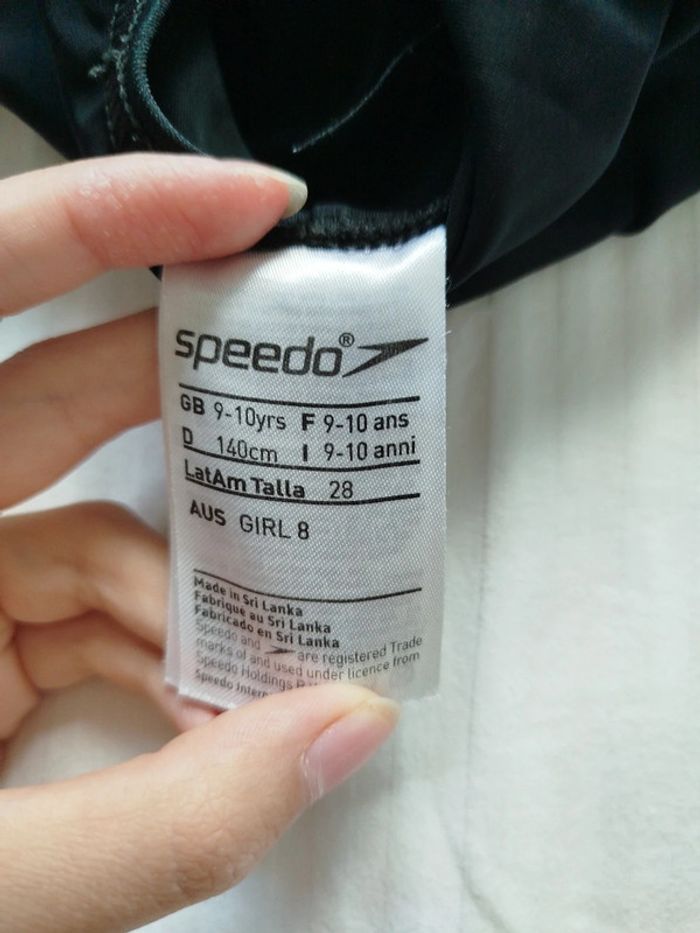 speedo®
GB 9-10yrs F 9-10 ans
D 140cm I 9-10 anni
LatAm Talla 28
AUS GIRL 8
Made in Sri Lanka
Fabriqué au Sri Lanka
Fabricado en Sri Lanka
Speedo and are registered Trade
marks of and used under licence from
Speedo Holdings
Speedo